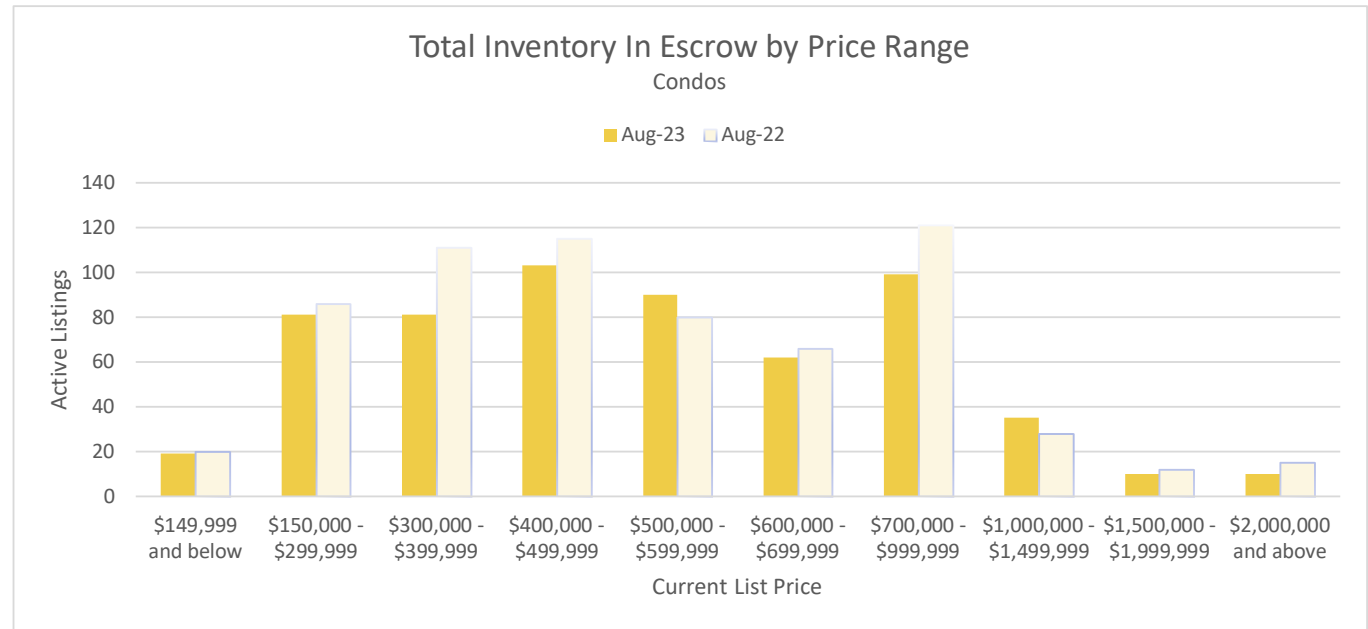 Total Inventory In Escrow by Price Range
Condos
Aug-23 Aug-22
140
120
100
80
60
40
20
0
Active Listings
$149,999 and below
$150,000 - $299,999
$300,000 - $399,999
$400,000 - $499,999
$500,000 - $599,999
$600,000 - $699,999
$700,000 - $999,999
$1,000,000 - $1,499,999
$1,500,000 - $1,999,999
$2,000,000 and above
Current List Price